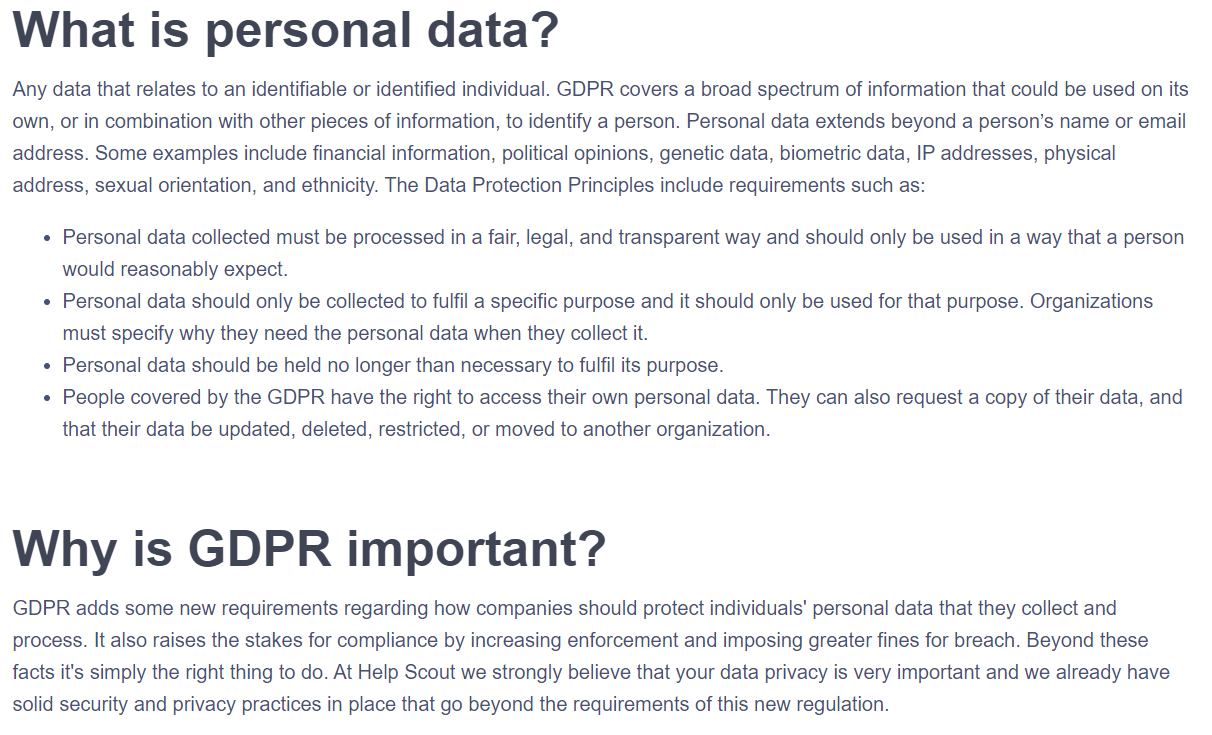 What is personal data?
Any data that relates to an identifiable or identified individual. GDPR covers a broad spectrum of information that could be used on its
own, or in combination with other pieces of information, to identify a person. Personal data extends beyond a person’s name or email
address. Some examples include financial information, political opinions, genetic data, biometric data, IP addresses, physical
address, sexual orientation, and ethnicity. The Data Protection Principles include requirements such as:
• Personal data collected must be processed in a fair, legal, and transparent way and should only be used in a way that a person
would reasonably expect.
• Personal data should only be collected to fulfil a specific purpose and it should only be used for that purpose. Organizations
must specify why they need the personal data when they collect it.
• Personal data should be held no longer than necessary to fulfil its purpose.
• People covered by the GDPR have the right to access their own personal data. They can also request a copy of their data, and
that their data be updated, deleted, restricted, or moved to another organization.
Why is GDPR important?
GDPR adds some new requirements regarding how companies should protect individuals' personal data that they collect and
process. It also raises the stakes for compliance by increasing enforcement and imposing greater fines for breach. Beyond these
facts it's simply the right thing to do. At Help Scout we strongly believe that your data privacy is very important and we already have
solid security and privacy practices in place that go beyond the requirements of this new regulation.